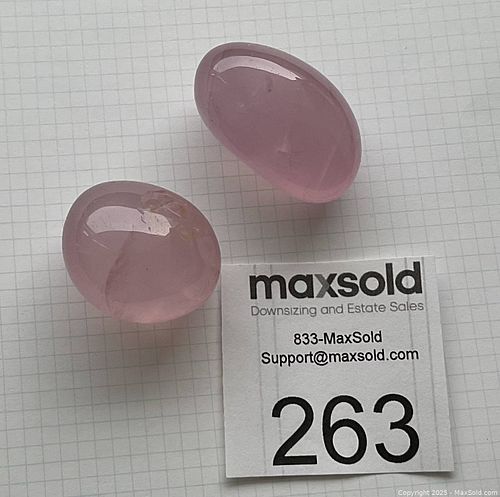 maxsold
Downsizing and Estate Sales
833-MaxSold
Support@maxsold.com
263
Copyright 2025 - MaxSold.com